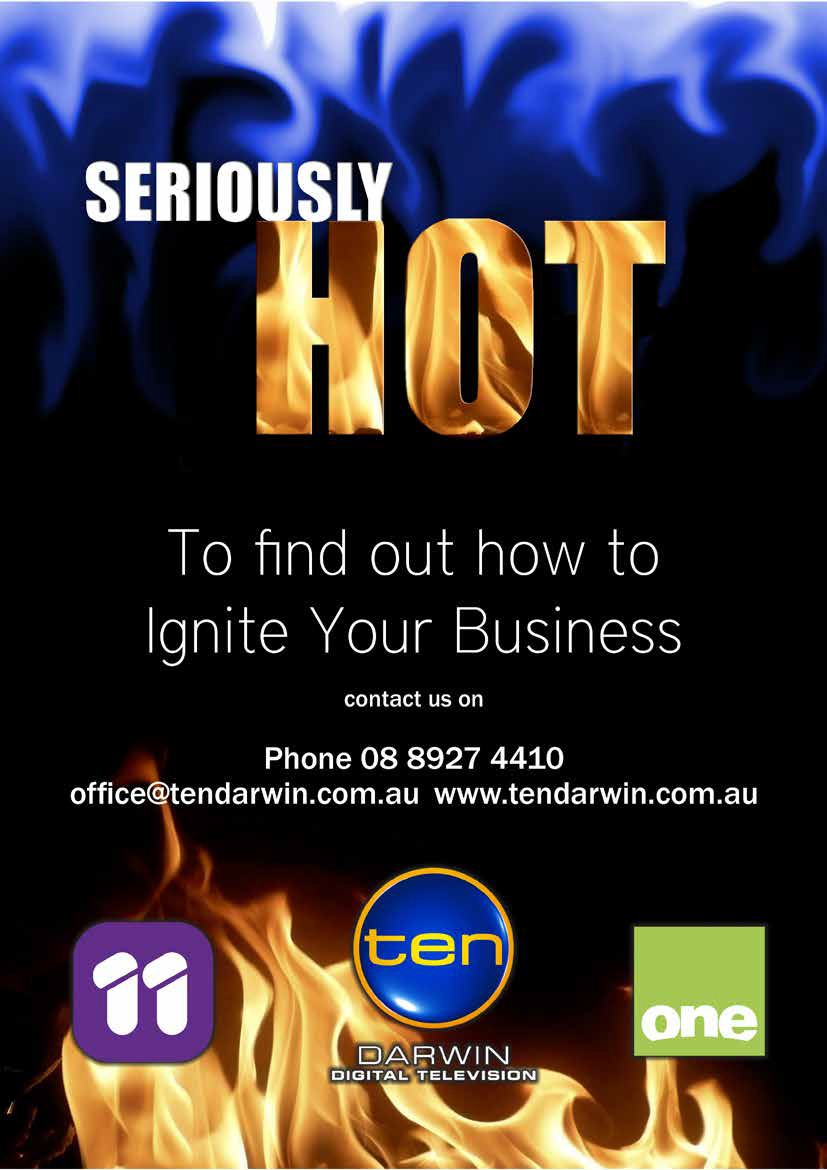 SERIOUSLY
HOT
To find out how to
Ignite Your Business
contact us on
Phone 08 8927 4410
office@tendarwin.com.au www.tendarwin.com.au
11
ten
one
DARWIN
DIGITAL TELEVISION